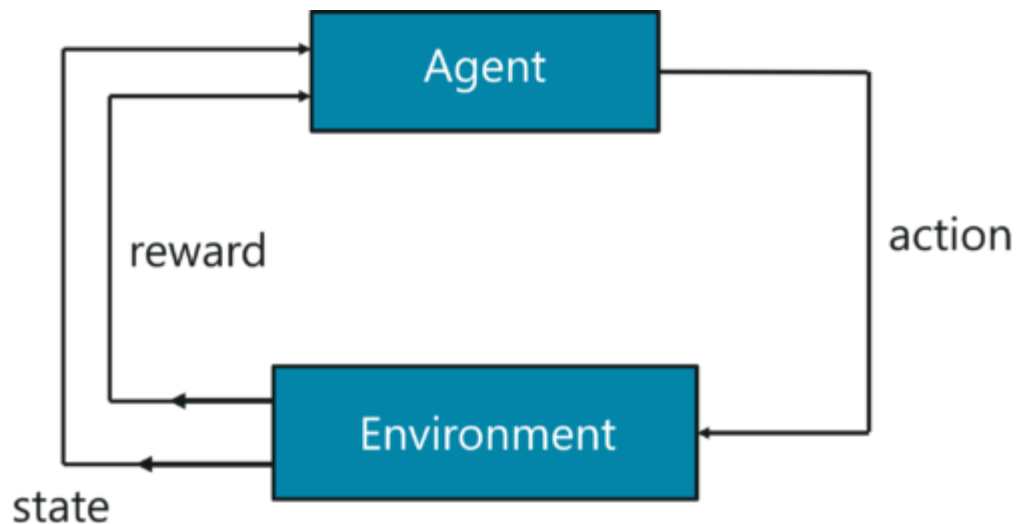 Agent
reward
action
Environment
state